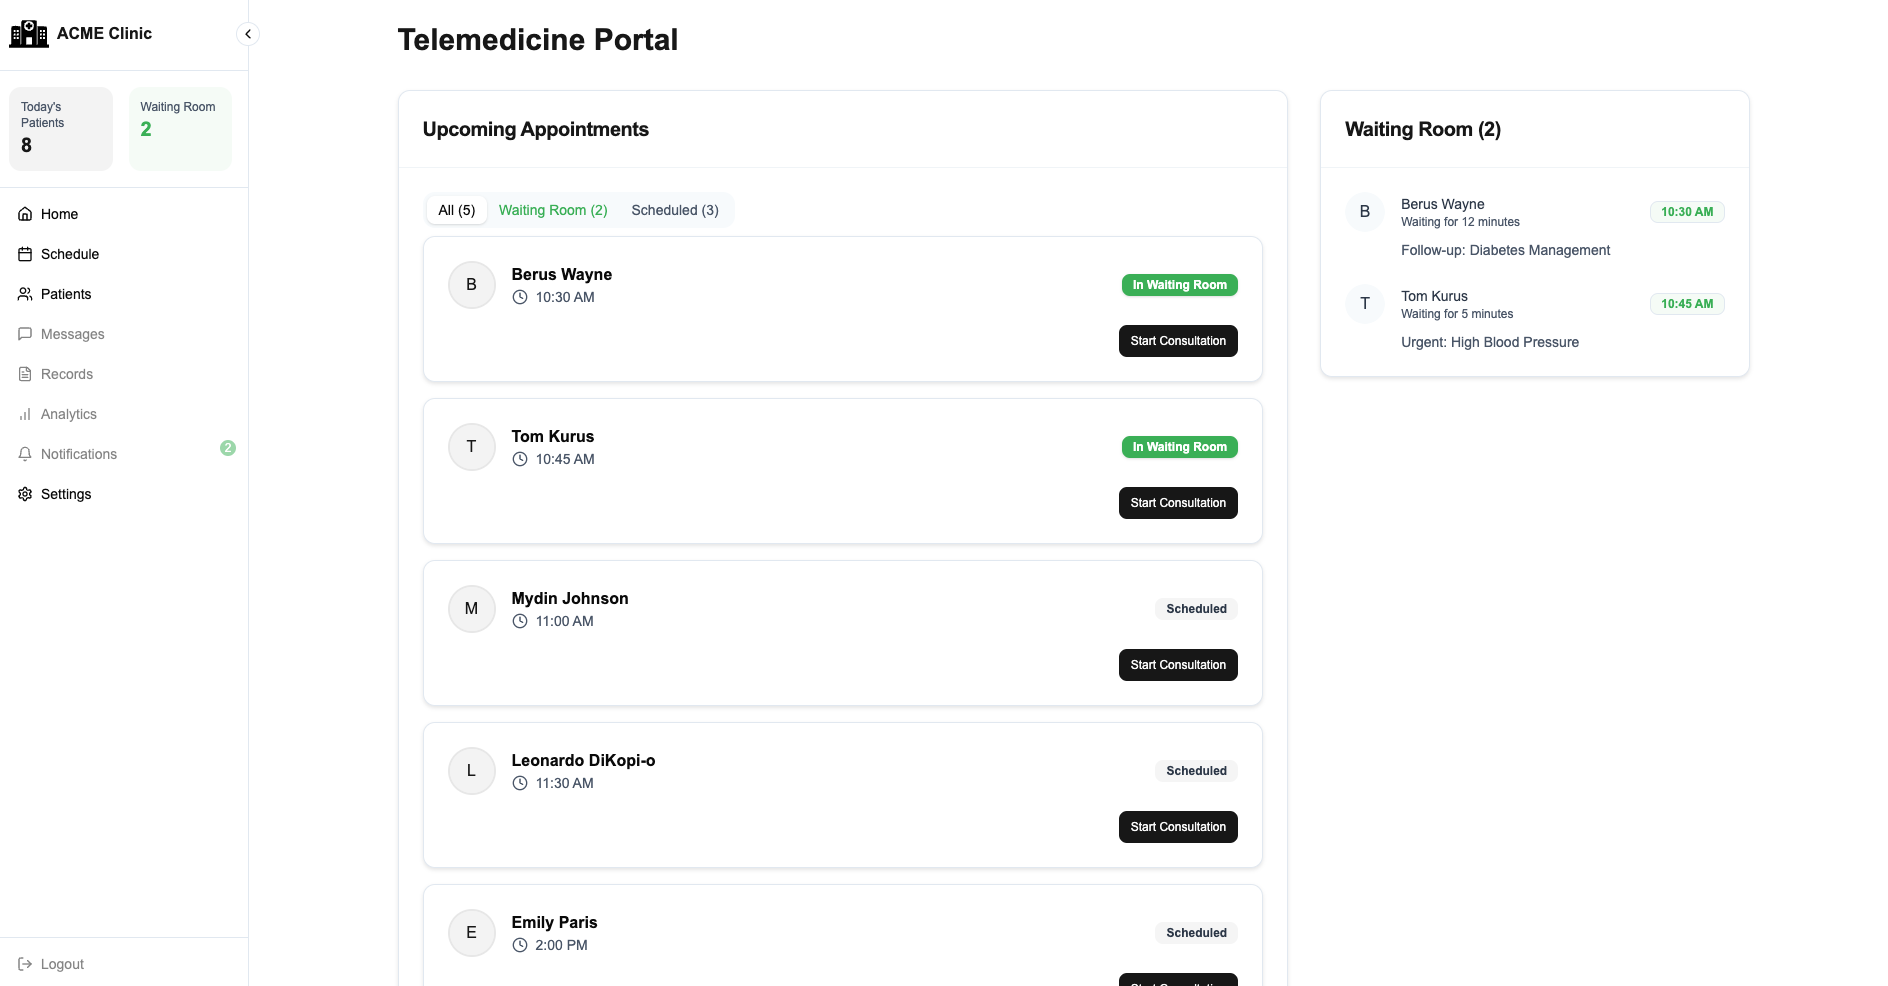 ACME Clinic
Today's
Patients
8
Waiting Room
2
Home
Schedule
Patients
Messages
Records
Analytics
Notifications
2
Settings
Logout
Telemedicine Portal
Upcoming Appointments
All (5)
Waiting Room (2)
Scheduled (3)
B
Berus Wayne
10:30 AM
In Waiting Room
Start Consultation
T
Tom Kurus
10:45 AM
In Waiting Room
Start Consultation
M
Mydin Johnson
11:00 AM
Scheduled
Start Consultation
L
Leonardo DiKopi-o
11:30 AM
Scheduled
Start Consultation
E
Emily Paris
2:00 PM
Scheduled
Waiting Room (2)
B
Berus Wayne
Waiting for 12 minutes
10:30 AM
Follow-up: Diabetes Management
T
Tom Kurus
Waiting for 5 minutes
10:45 AM
Urgent: High Blood Pressure